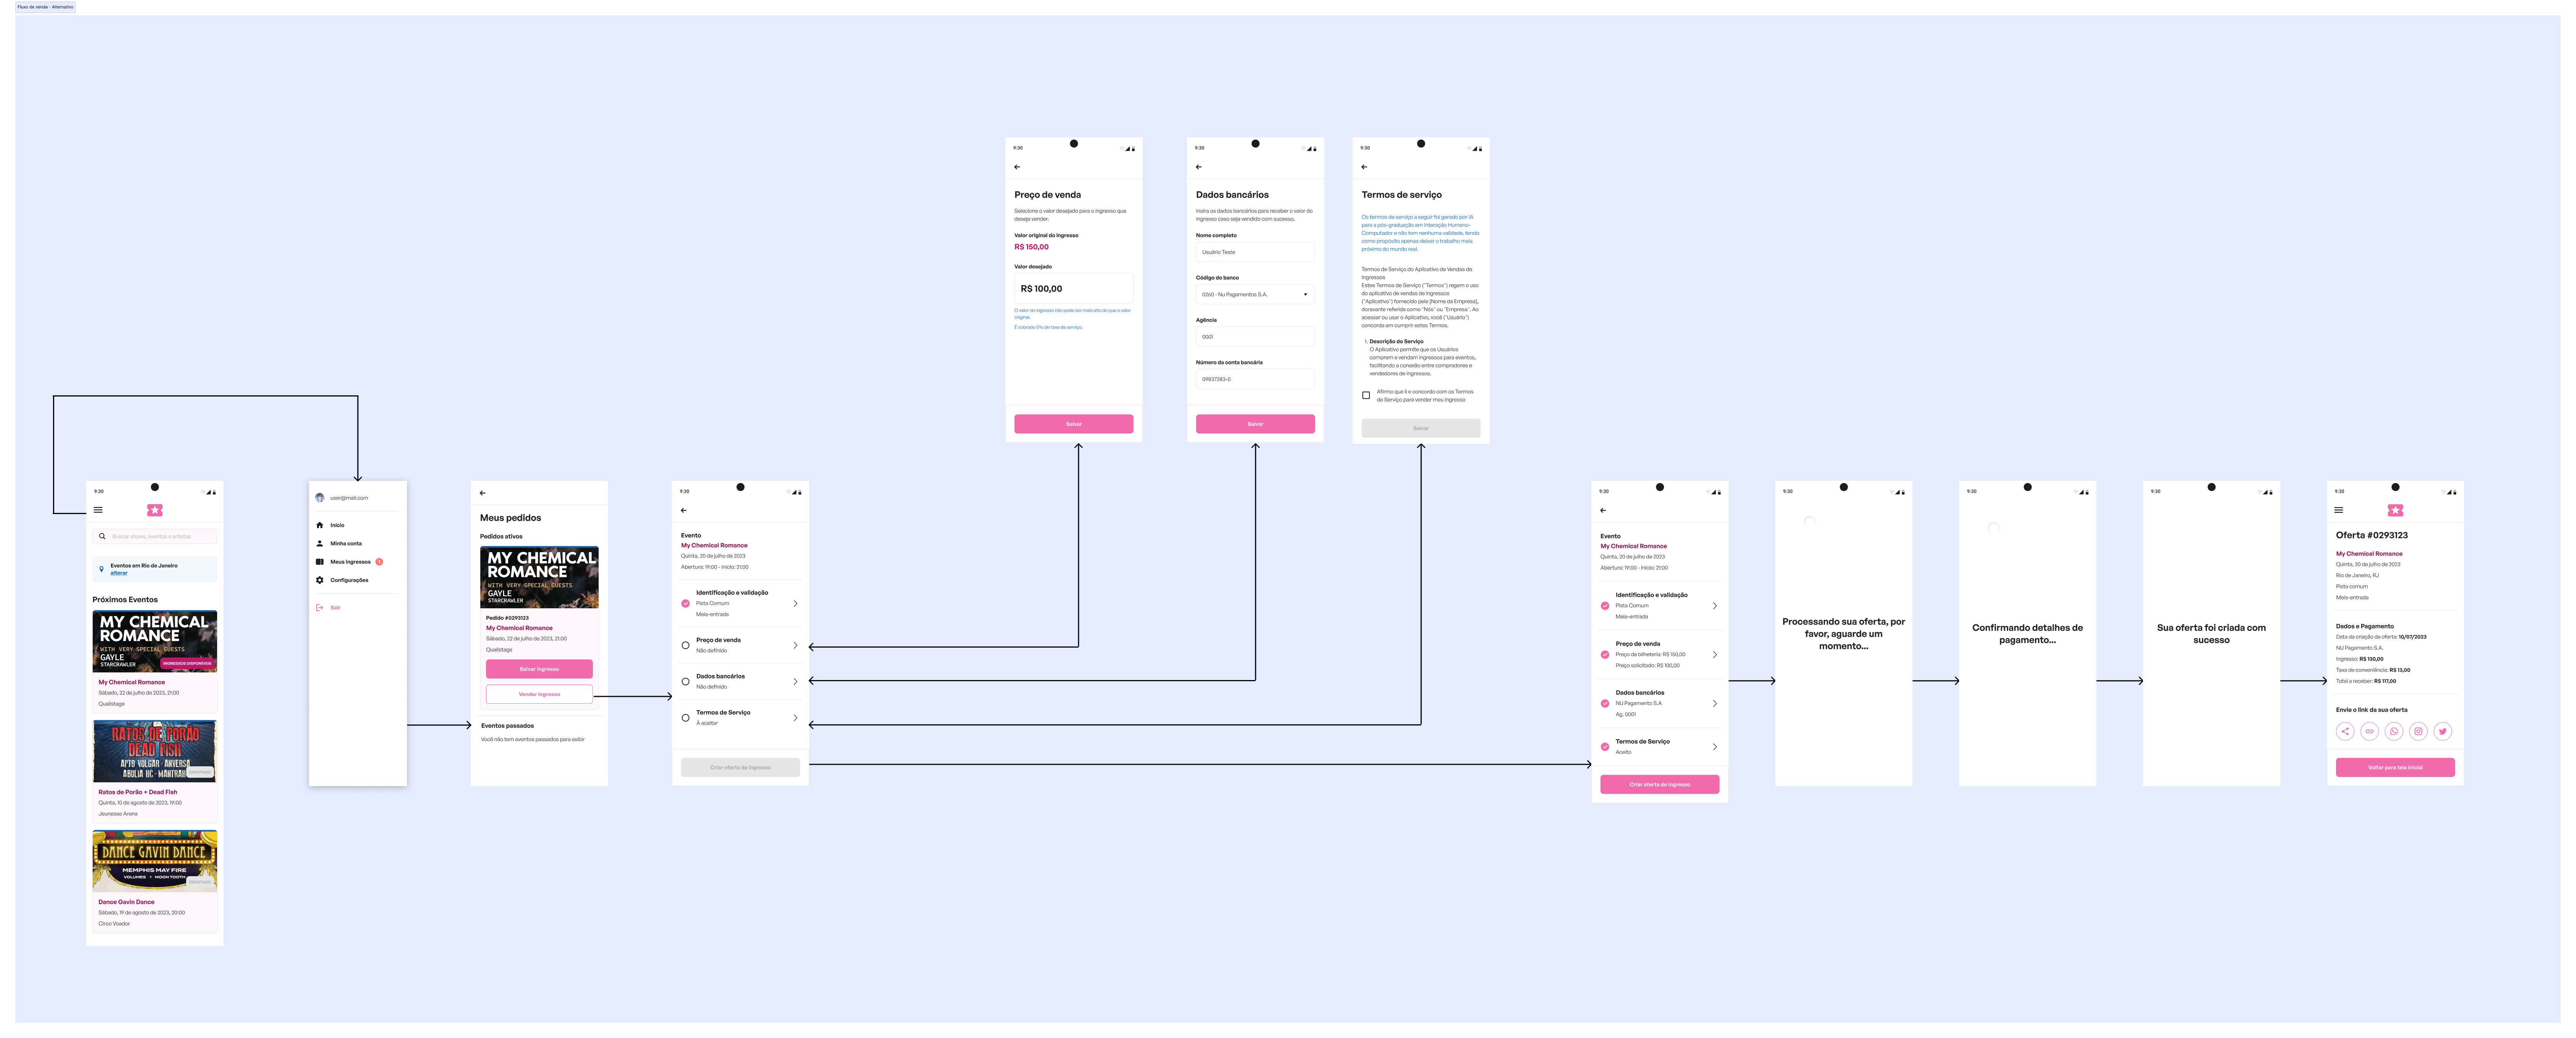 Fluxo de venda - Alternativo
9:30
Buscar shows, eventos e artistas
Eventos em Rio de Janeiro
alterar
Próximos Eventos
MY CHEMICAL
ROMANCE
WITH VERY SPECIAL GUESTS
GAYLE
STARCRAWLER
INGRESSOS DISPONÍVEIS
My Chemical Romance
Sábado, 22 de julho de 2023, 21:00
Qualistage
RATOS DE PORÃO
DEAD FISH
APTO VULGAR · ANVERSA
ABULIA HC · MANTRA
Ratos de Porão + Dead Fish
Quinta, 10 de agosto de 2023, 19:00
Jeunesse Arena
DANCE GAVIN DANCE
MEMPHIS MAY FIRE
VOLUMES + MOON TOOTH
Dance Gavin Dance
Sábado, 19 de agosto de 2023, 20:00
Circo Voador
user@mail.com
Início
Minha conta
Meus ingressos 1
Configurações
Sair
Meus pedidos
Pedidos ativos
MY CHEMICAL
ROMANCE
WITH VERY SPECIAL GUESTS
GAYLE
STARCRAWLER
Pedido #0293123
My Chemical Romance
Sábado, 22 de julho de 2023, 21:00
Qualistage
Baixar ingresso
Vender ingresso
Eventos passados
Você não tem eventos passados para exibir
9:30
Evento
My Chemical Romance
Quinta, 20 de julho de 2023
Abertura: 19:00 - Início: 21:00
Identificação e validação
Pista Comum
Meia-entrada
Preço de venda
Não definido
Dados bancários
Não definido
Termos de Serviço
À aceitar
Criar oferta de ingresso
9:30
Preço de venda
Selecione o valor desejado para o ingresso que
deseja vender.
Valor original do ingresso
R$ 150,00
Valor desejado
R$ 100,00
O valor do ingresso não pode ser mais alto do que o valor
original.
É cobrado 5% de taxa de serviço.
Salvar
9:30
Dados bancários
Insira os dados bancários para receber o valor do
ingresso caso seja vendido com sucesso.
Nome completo
Usuário Teste
Código do banco
0260 - Nu Pagamentos S.A.
Agência
0001
Número da conta bancária
09837283-0
Salvar
9:30
Termos de serviço
Os termos de serviço a seguir foi gerado por IA
para a pós-graduação em Interação Humano-
Computador e não tem nenhuma validade, tendo
como propósito apenas deixar o trabalho mais
próximo do mundo real.
Termos de Serviço do Aplicativo de Vendas de
Ingressos
Estes Termos de Serviço ("Termos") regem o uso
do aplicativo de vendas de ingressos
("Aplicativo") fornecido pela [Nome da Empresa],
doravante referida como "Nós" ou "Empresa". Ao
acessar ou usar o Aplicativo, você ("Usuário")
concorda em cumprir estes Termos.
1. Descrição do Serviço
O Aplicativo permite que os Usuários
comprem e vendam ingressos para eventos,
facilitando a conexão entre compradores e
vendedores de ingressos.
Afirmo que li e concordo com os Termos
de Serviço para vender meu ingresso
Salvar
9:30
Evento
My Chemical Romance
Quinta, 20 de julho de 2023
Abertura: 19:00 - Início: 21:00
Identificação e validação
Pista Comum
Meia-entrada
Preço de venda
Preço da bilheteria: R$ 150,00
Preço solicitado: R$ 100,00
Dados bancários
NU Pagamento S.A
Ag. 0001
Termos de Serviço
Aceito
Criar oferta de ingresso
9:30
Processando sua oferta, por
favor, aguarde um
momento...
9:30
Confirmando detalhes de
pagamento...
9:30
Sua oferta foi criada com
sucesso
9:30
Oferta #0293123
My Chemical Romance
Quinta, 20 de julho de 2023
Rio de Janeiro, RJ
Pista comum
Meia-entrada
Dados e Pagamento
Data da criação da oferta: 10/07/2023
NU Pagamento S.A.
Ingresso: R$ 130,00
Taxa de conveniência: R$ 13,00
Total a receber: R$ 117,00
Envie o link da sua oferta
Voltar para tela inicial